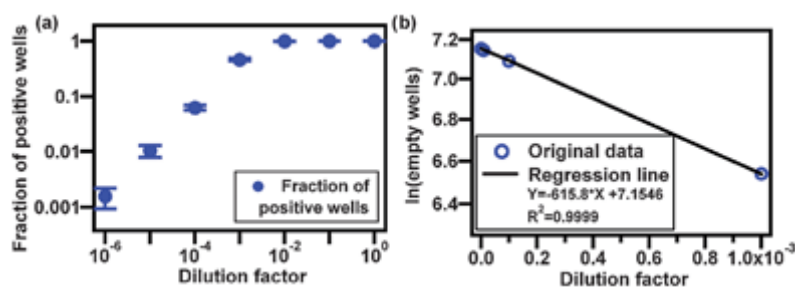 (a)
Fraction of positive wells
1
0.1
0.01
0.001
Fraction of
positive wells
10^-6
10^-4
10^-2
10^0
Dilution factor
(b)
ln(empty wells)
7.2
7.0
6.8
6.6
6.4
Original data
Regression line
Y=-615.8*X +7.1546
R^2=0.9999
0.0
0.2
0.4
0.6
0.8
1.0x10^-3
Dilution factor